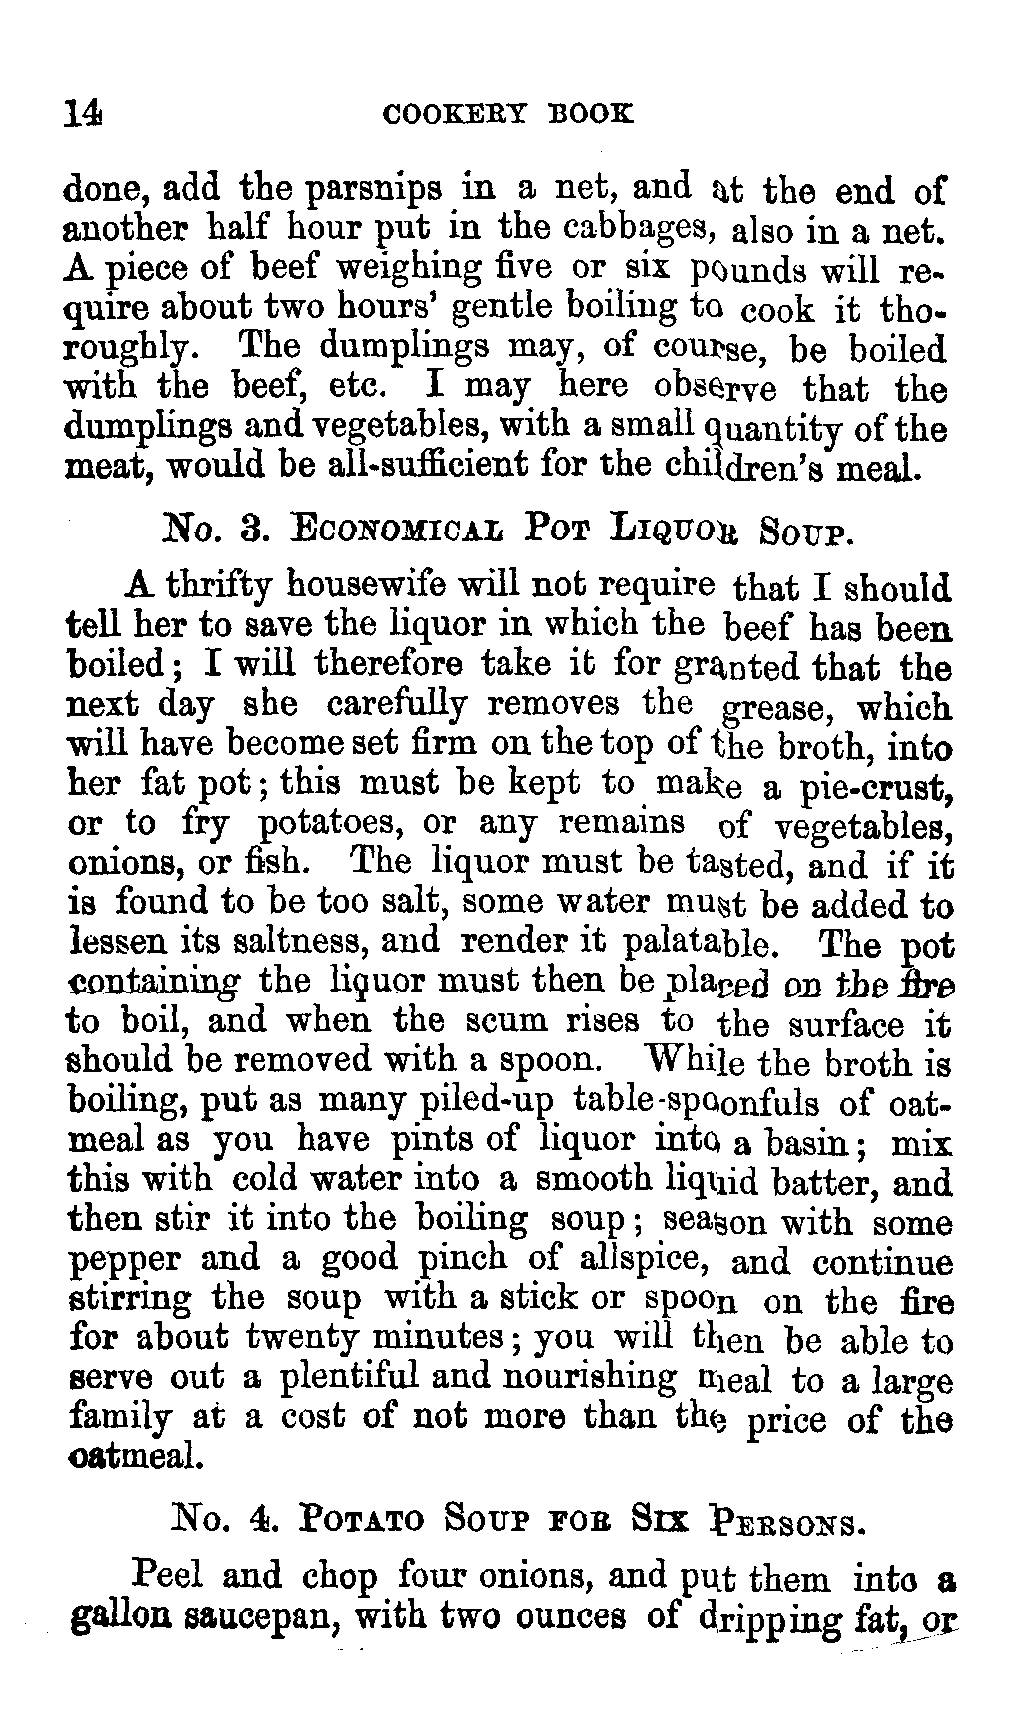 14 COOKERY BOOK
done, add the parsnips in a net, and at the end of
another half hour put in the cabbages, also in a net.
A piece of beef weighing five or six pounds will re-
quire about two hours' gentle boiling to cook it tho-
roughly. The dumplings may, of course, be boiled
with the beef, etc. I may here observe that the
dumplings and vegetables, with a small quantity of the
meat, would be all-sufficient for the children's meal.
No. 3. Economical Pot Liquor Soup.
A thrifty housewife will not require that I should
tell her to save the liquor in which the beef has been
boiled; I will therefore take it for granted that the
next day she carefully removes the grease, which
will have become set firm on the top of the broth, into
her fat pot; this must be kept to make a pie-crust,
or to fry potatoes, or any remains of vegetables,
onions, or fish. The liquor must be tasted, and if it
is found to be too salt, some water must be added to
lessen its saltness, and render it palatable. The pot
containing the liquor must then be placed on the fire
to boil, and when the scum rises to the surface it
should be removed with a spoon. While the broth is
boiling, put as many piled-up table-spoonfuls of oat-
meal as you have pints of liquor into a basin; mix
this with cold water into a smooth liquid batter, and
then stir it into the boiling soup; season with some
pepper and a good pinch of allspice, and continue
stirring the soup with a stick or spoon on the fire
for about twenty minutes; you will then be able to
serve out a plentiful and nourishing meal to a large
family at a cost of not more than the price of the
oatmeal.
No. 4. Potato Soup for Six Persons.
Peel and chop four onions, and put them into a
gallon saucepan, with two ounces of dripping fat, or